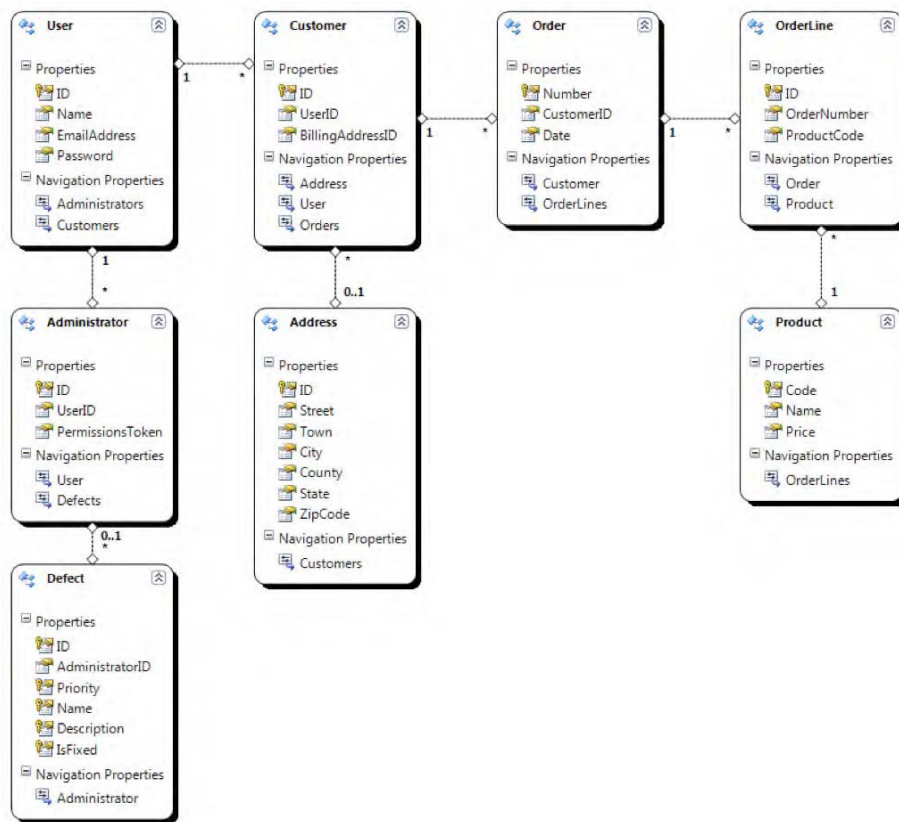 User
Properties
ID
Name
EmailAddress
Password
Navigation Properties
Administrators
Customers
1
*
Customer
Properties
ID
UserID
BillingAddressID
Navigation Properties
Address
User
Orders
1
*
Order
Properties
Number
CustomerID
Date
Navigation Properties
Customer
OrderLines
1
*
OrderLine
Properties
ID
OrderNumber
ProductCode
Navigation Properties
Order
Product
1
*
Administrator
Properties
ID
UserID
PermissionsToken
Navigation Properties
User
Defects
*
0..1
Address
Properties
ID
Street
Town
City
County
State
ZipCode
Navigation Properties
Customers
*
1
Product
Properties
Code
Name
Price
Navigation Properties
OrderLines
0..1
*
Defect
Properties
ID
AdministratorID
Priority
Name
Description
IsFixed
Navigation Properties
Administrator